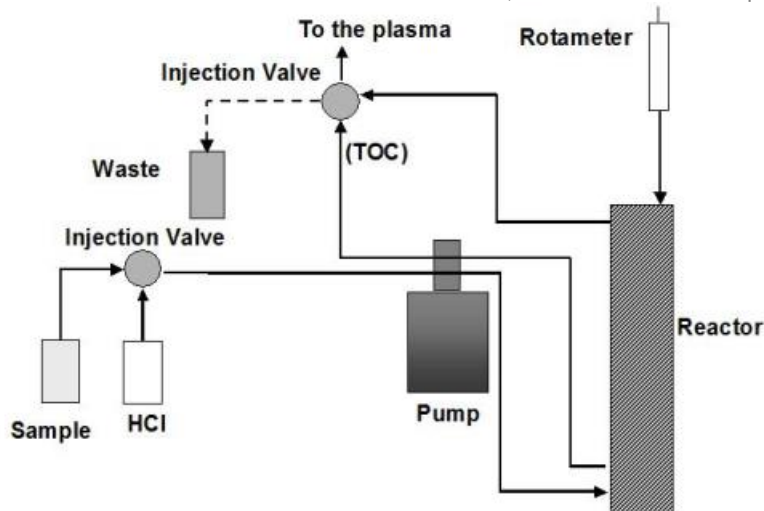 To the plasma
Rotameter
Injection Valve
(TOC)
Waste
Injection Valve
Reactor
Pump
HCl
Sample